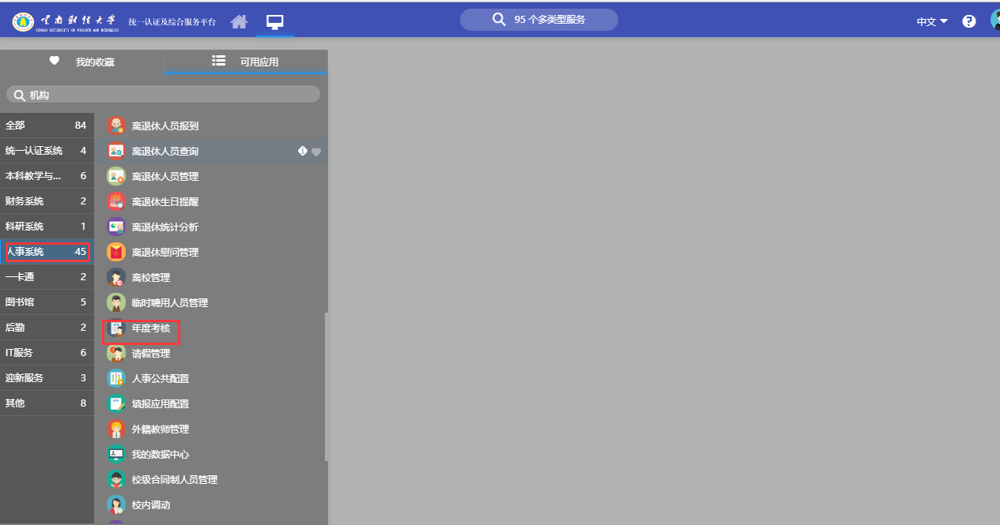 云南财经大学
YUNNAN UNIVERSITY OF FINANCE AND ECONOMICS
统一认证及综合服务平台
95 个多类型服务
中文
我的收藏
可用应用
机构
全部 84
统一认证系统 4
本科教学与... 6
财务系统 2
科研系统 1
人事系统 45
一卡通 2
图书馆 5
后勤 2
IT服务 6
迎新服务 3
其他 8
离退休人员报到
离退休人员查询
离退休人员管理
离退休生日提醒
离退休统计分析
离退休慰问管理
离校管理
临时聘用人员管理
年度考核
请假管理
人事公共配置
填报应用配置
外籍教师管理
我的数据中心
校级合同制人员管理
校内调动